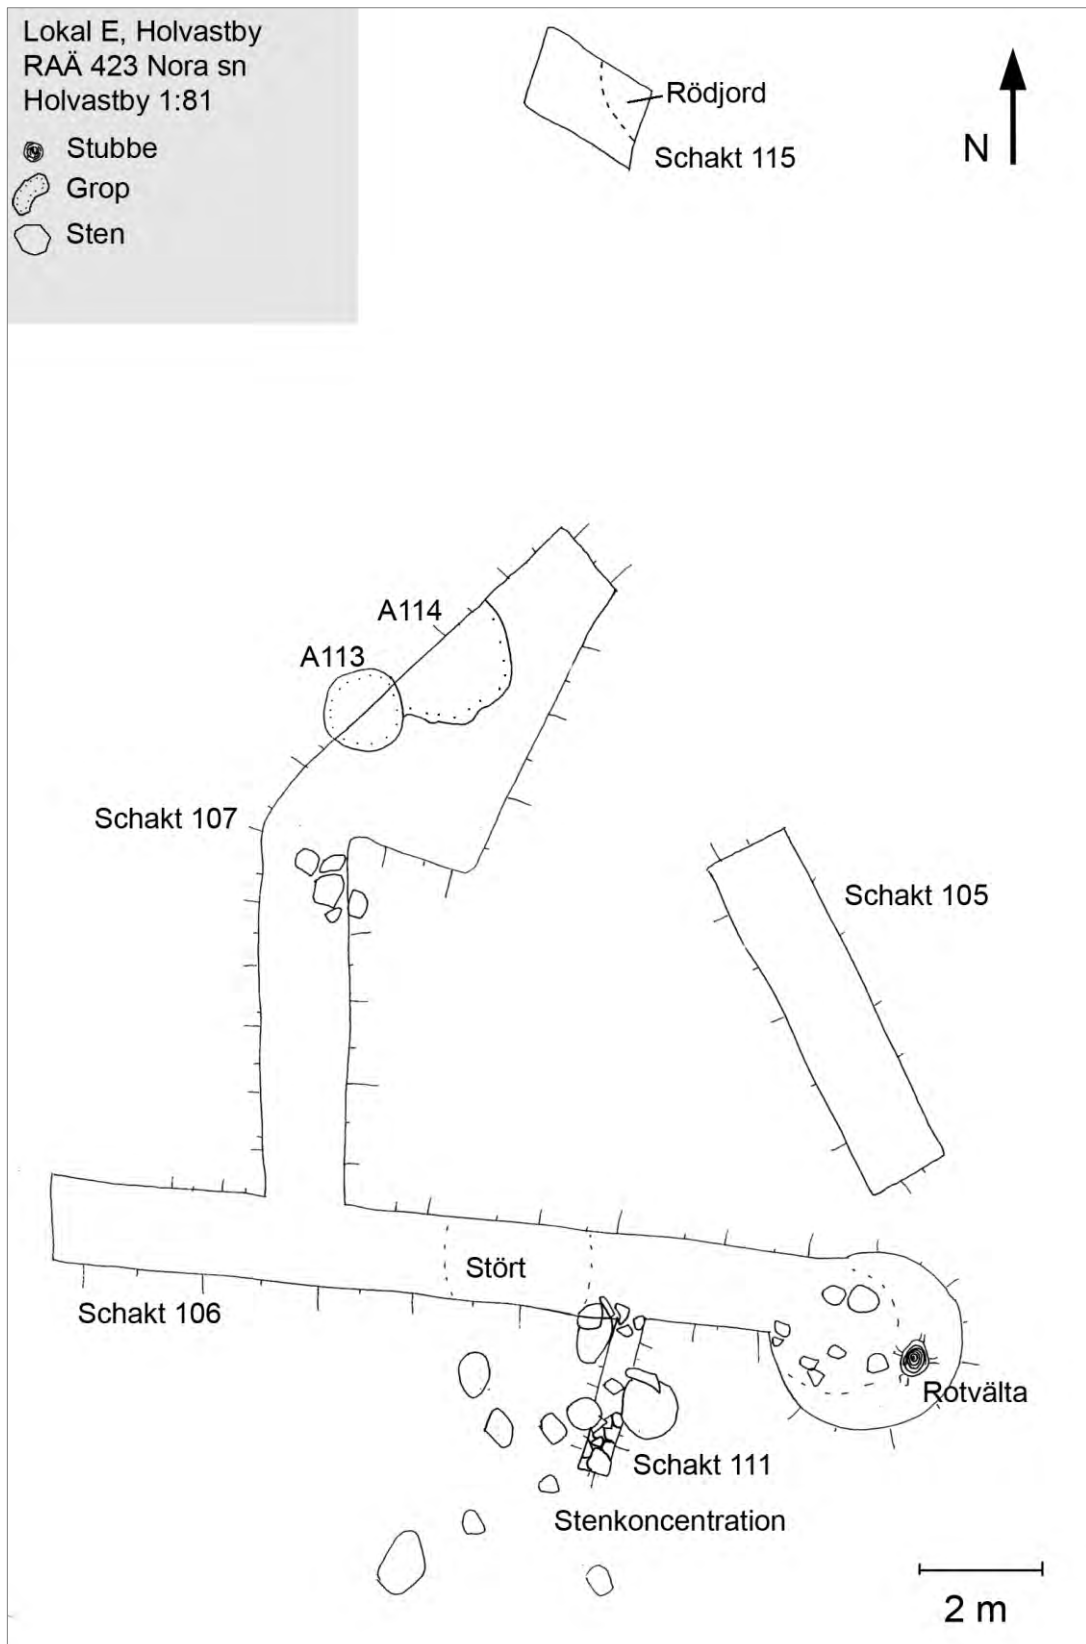 Lokal E, Holvastby
RAÄ 423 Nora sn
Holvastby 1:81
Stubbe
Grop
Sten
Rödjord
Schakt 115
N
A114
A113
Schakt 107
Schakt 105
Stört
Schakt 106
Rotvälta
Schakt 111
Stenkoncentration
2 m